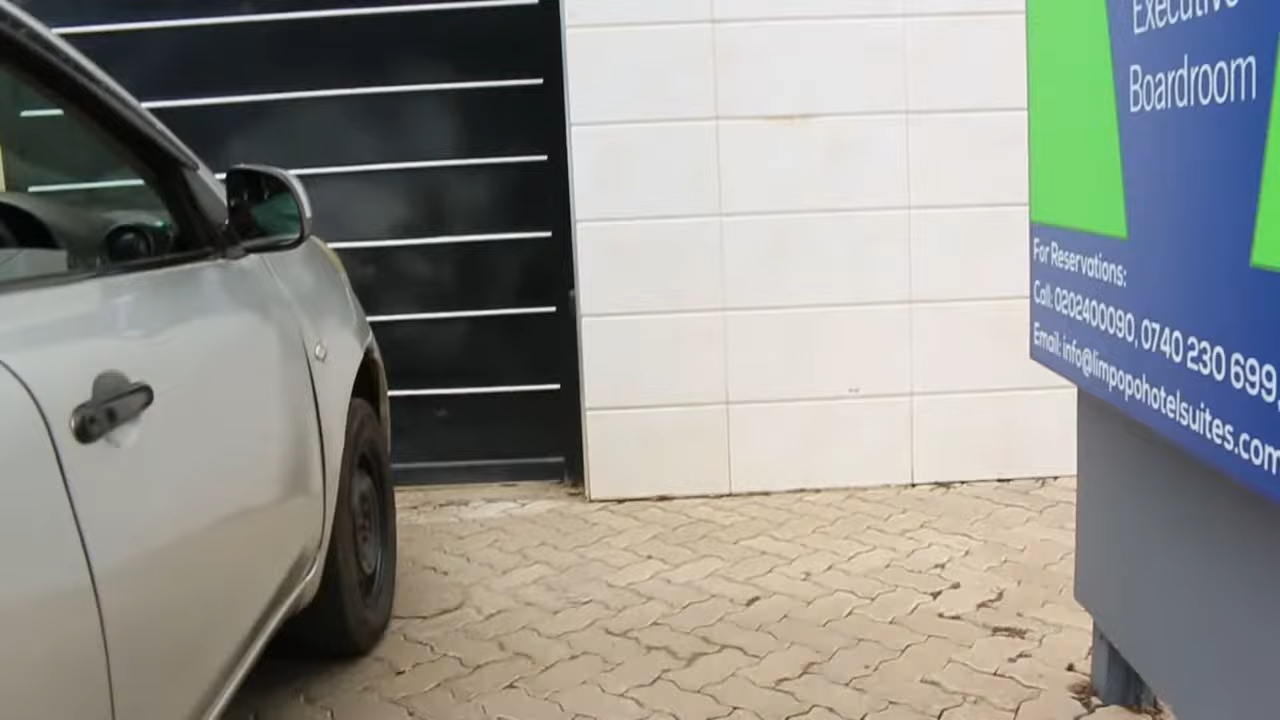 Executive
Boardroom
For Reservations:
Call: 0202400090, 0740 230 699,
Email: info@limpopohotelsuites.com